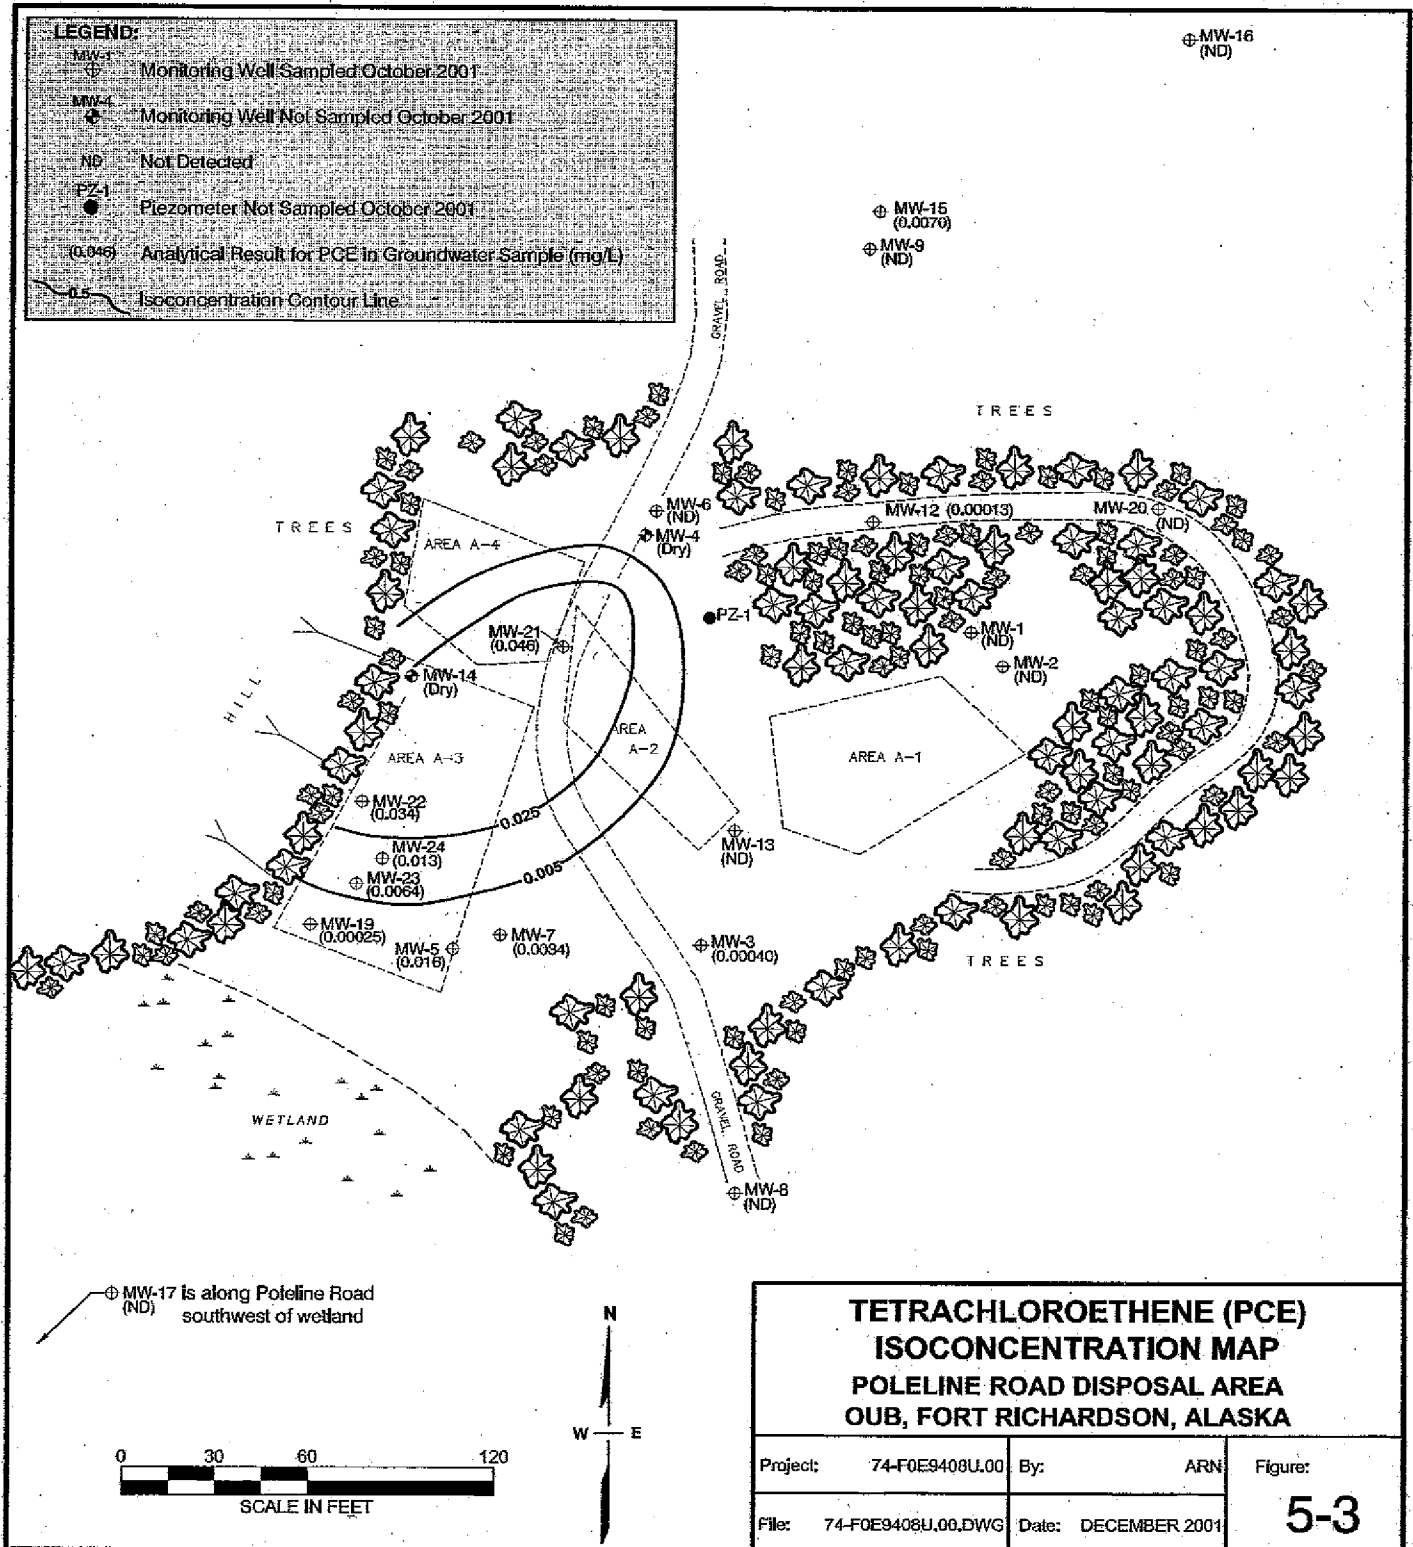 LEGEND:
MW-1
Monitoring Well Sampled October 2001
MW-4
Monitoring Well Not Sampled October 2001
ND Not Detected
PZ-1
Piezometer Not Sampled October 2001
(0.046) Analytical Result for PCE in Groundwater Sample (mg/L)
0.5 Isoconcentration Contour Line
MW-16
(ND)
MW-15
(0.0070)
MW-9
(ND)
GRAVEL ROAD
TREES
MW-6
(ND)
MW-4
(Dry)
MW-12 (0.00013)
MW-20
(ND)
TREES
AREA A-4
PZ-1
MW-21
(0.046)
MW-1
(ND)
MW-2
(ND)
MW-14
(Dry)
HILL
AREA
A-2
AREA A-3
AREA A-1
MW-22
(0.034)
0.025
MW-13
(ND)
MW-24
(0.013)
MW-23
(0.0064)
0.005
MW-19
(0.00025)
MW-5
(0.016)
MW-7
(0.0034)
MW-3
(0.00040)
TREES
WETLAND
GRAVEL ROAD
MW-8
(ND)
MW-17 is along Poleline Road
(ND)
southwest of wetland
N
W E
0 30 60 120
SCALE IN FEET
TETRACHLOROETHENE (PCE)
ISOCONCENTRATION MAP
POLELINE ROAD DISPOSAL AREA
OUB, FORT RICHARDSON, ALASKA
Project: 74-F0E9408U.00 By: ARN Figure:
5-3
File: 74-F0E9408U.00.DWG Date: DECEMBER 2001